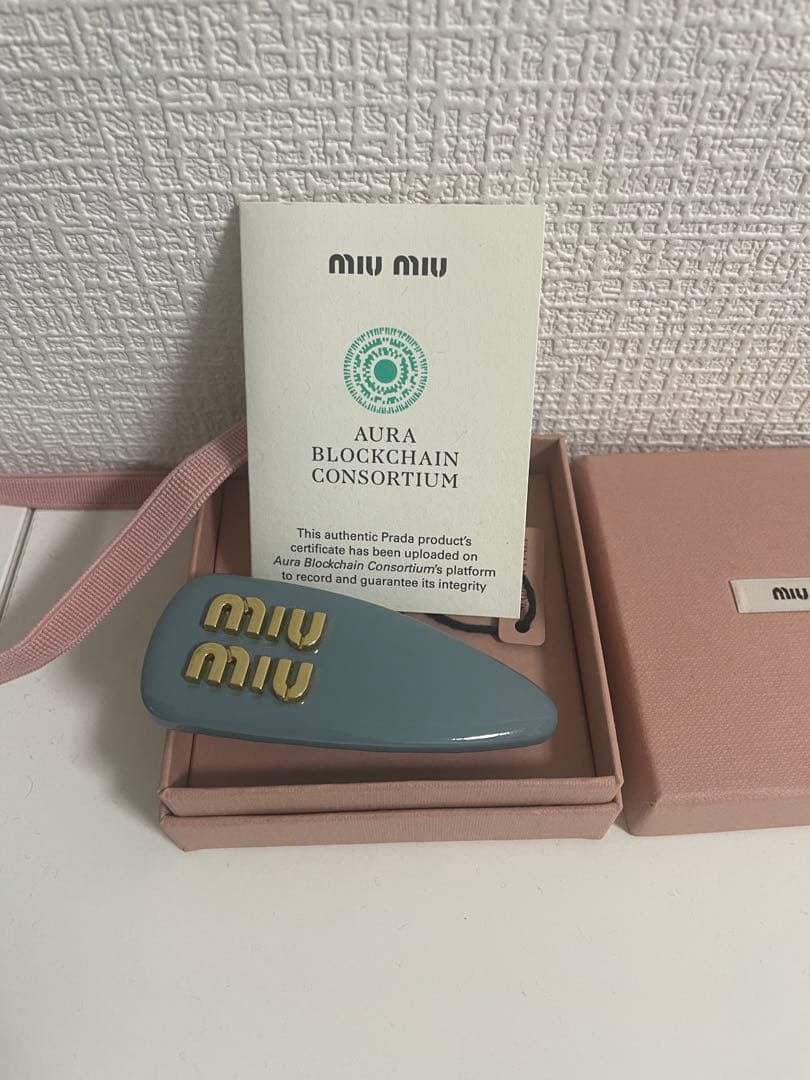 miu miu
AURA
BLOCKCHAIN
CONSORTIUM
This authentic Prada product's
certificate has been uploaded on
Aura Blockchain Consortium's platform
to record and guarantee its integrity
miu
miu
miu